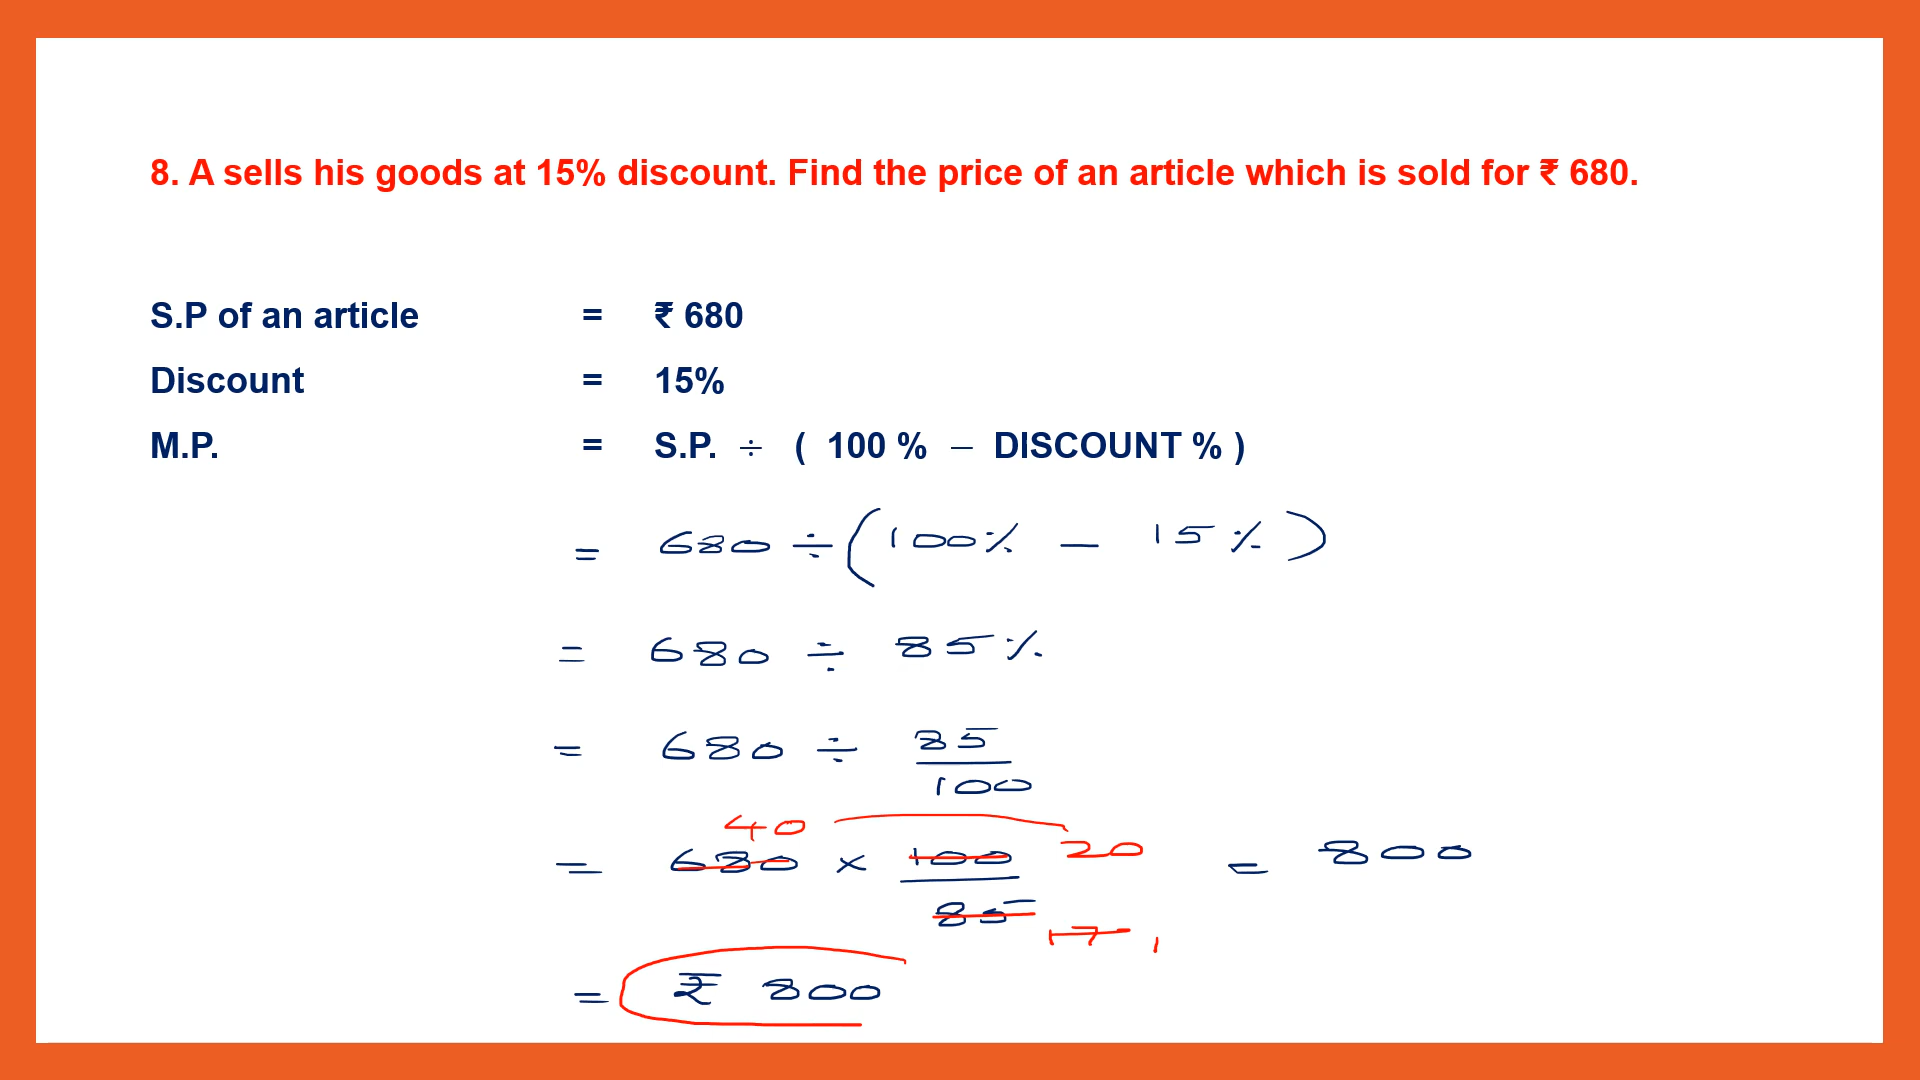 8. A sells his goods at 15% discount. Find the price of an article which is sold for ₹ 680.
S.P of an article = ₹ 680
Discount = 15%
M.P. = S.P. ÷ ( 100 % − DISCOUNT % )
= 680 ÷ (100% − 15%)
= 680 ÷ 85%
= 680 ÷ 85/100
40
= 680 × 100/85 20 = 800
17 1
= ₹ 800